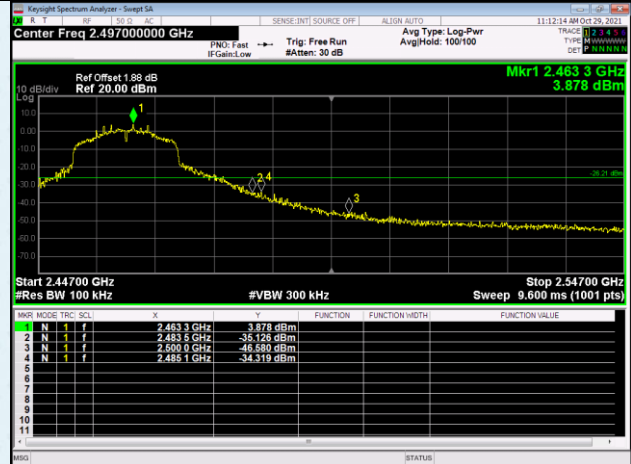 Keysight Spectrum Analyzer - Swept SA
R T RF 50 Ω AC SENSE:INT SOURCE OFF ALIGN AUTO 11:12:14 AM Oct 29, 2021
Center Freq 2.497000000 GHz
Avg Type: Log-Pwr
TRACE 1 2 3 4 5 6
PNO: Fast Trig: Free Run Avg|Hold: 100/100 TYPE M W W W W W
IFGain:Low #Atten: 30 dB DET P N N N N N
Mkr1 2.463 3 GHz
3.878 dBm
Ref Offset 1.88 dB
10 dB/div Ref 20.00 dBm
Log
1
10.0
0.00
-10.0
-20.0
-26.21 dBm
-30.0
2 4
-40.0
3
-50.0
-60.0
-70.0
Start 2.44700 GHz Stop 2.54700 GHz
#Res BW 100 kHz #VBW 300 kHz Sweep 9.600 ms (1001 pts)
MKR MODE TRC SCL X Y FUNCTION FUNCTION WIDTH FUNCTION VALUE
1 N 1 f 2.463 3 GHz 3.878 dBm
2 N 1 f 2.483 5 GHz -35.126 dBm
3 N 1 f 2.500 0 GHz -46.580 dBm
4 N 1 f 2.485 1 GHz -34.319 dBm
5
6
7
8
9
10
11
MSG STATUS